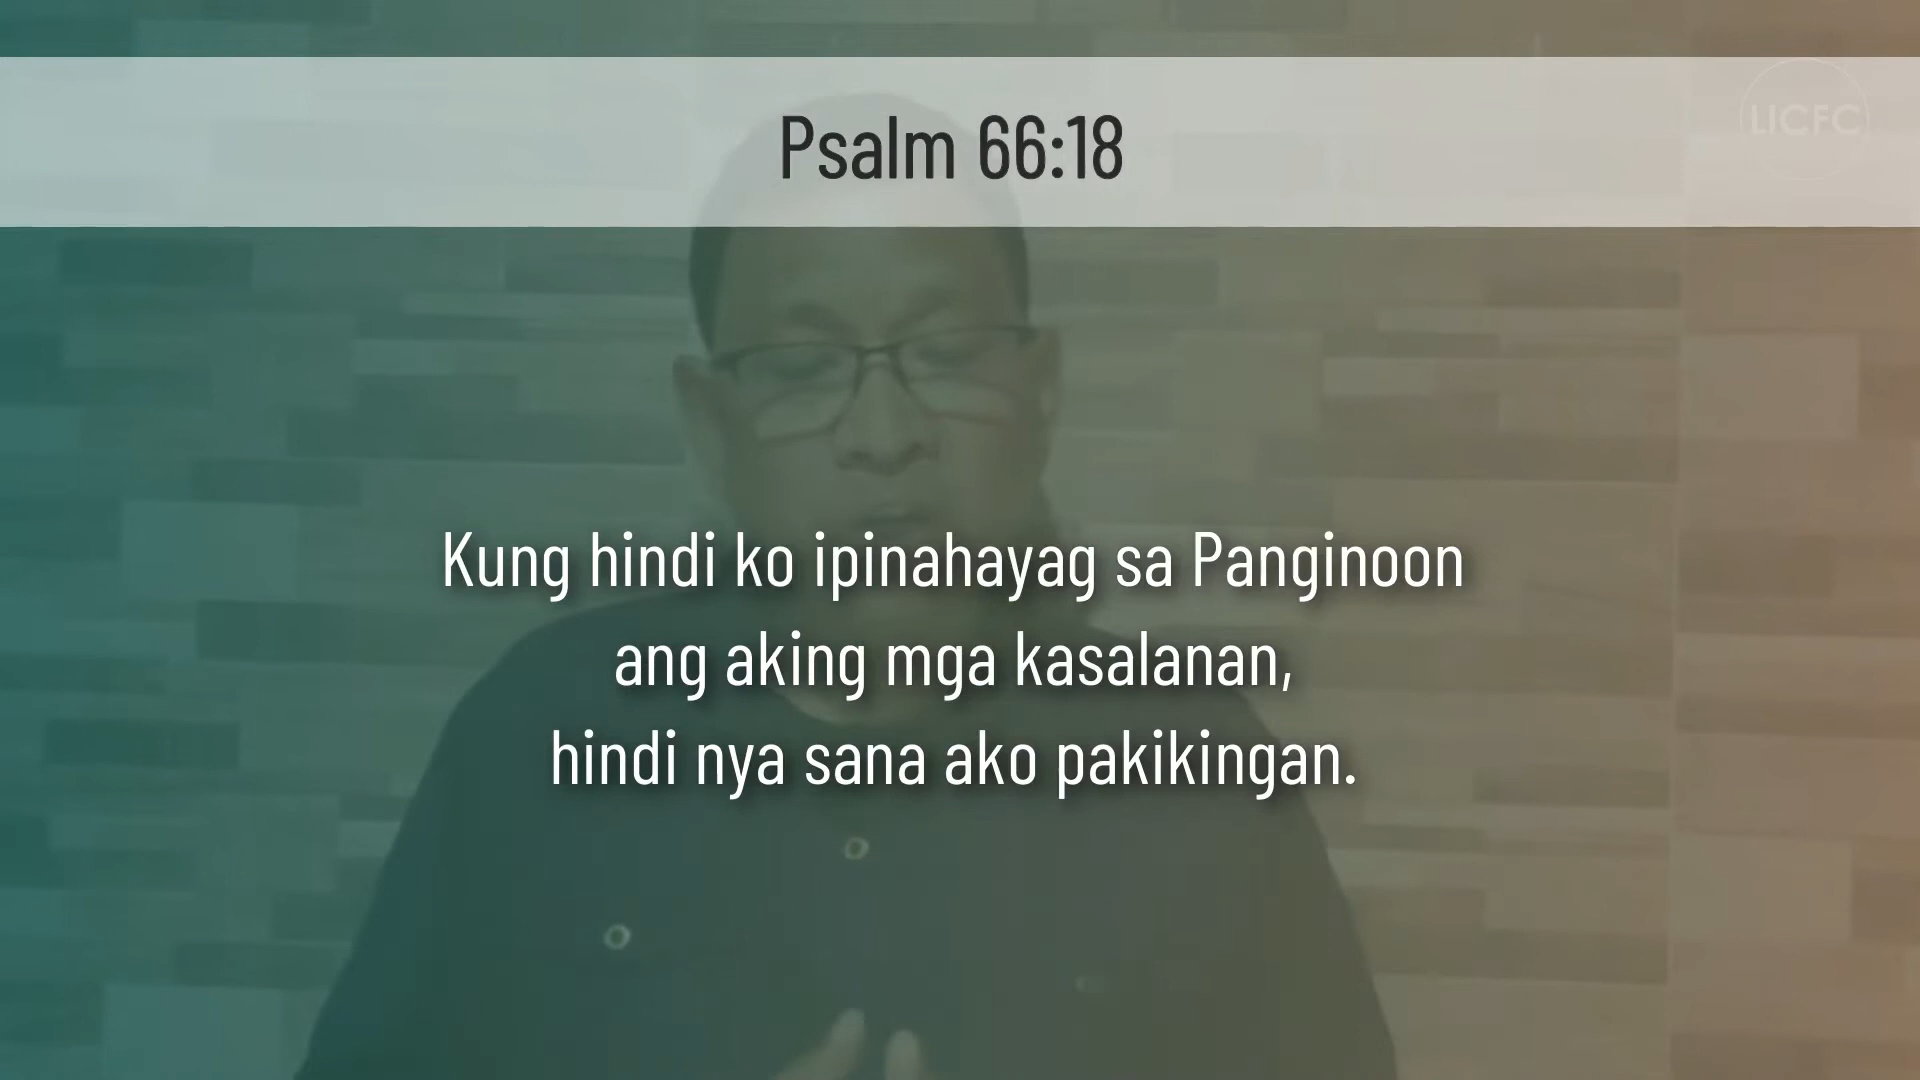 Psalm 66:18
LICFC
Kung hindi ko ipinahayag sa Panginoon
ang aking mga kasalanan,
hindi nya sana ako pakikingan.